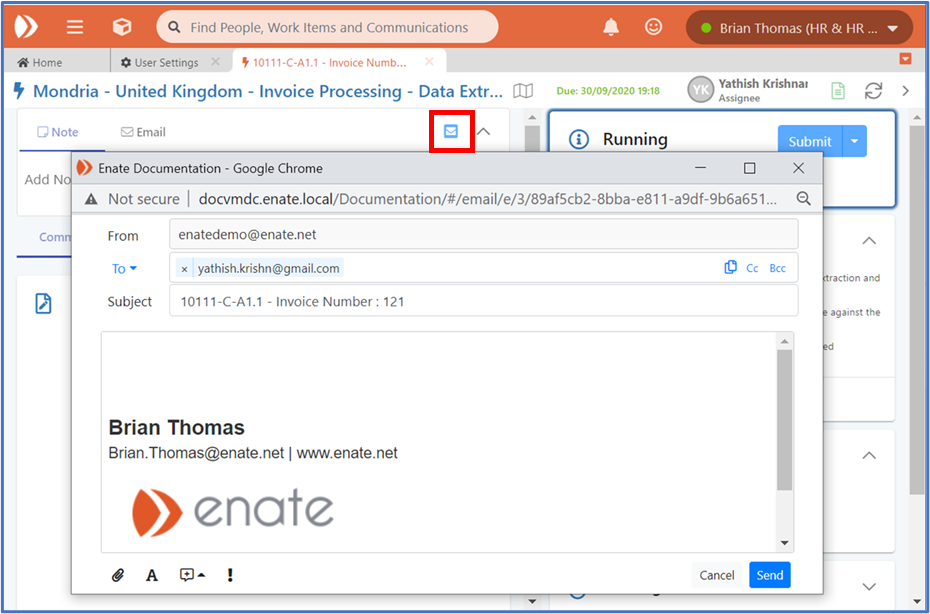 Find People, Work Items and Communications
Brian Thomas (HR & HR ...
Home
User Settings
10111-C-A1.1 - Invoice Numb...
Mondria - United Kingdom - Invoice Processing - Data Extr...
Due: 30/09/2020 19:18
YK
Yathish Krishnar
Assignee
Note
Email
Running
Submit
Add No
Comm
Enate Documentation - Google Chrome
Not secure | docvmdc.enate.local/Documentation/#/email/e/3/89af5cb2-8bba-e811-a9df-9b6a651...
From
enatedemo@enate.net
To
× yathish.krishn@gmail.com
Cc
Bcc
Subject
10111-C-A1.1 - Invoice Number : 121
Brian Thomas
Brian.Thomas@enate.net | www.enate.net
enate
A
!
Cancel
Send
traction and
e against the
ed